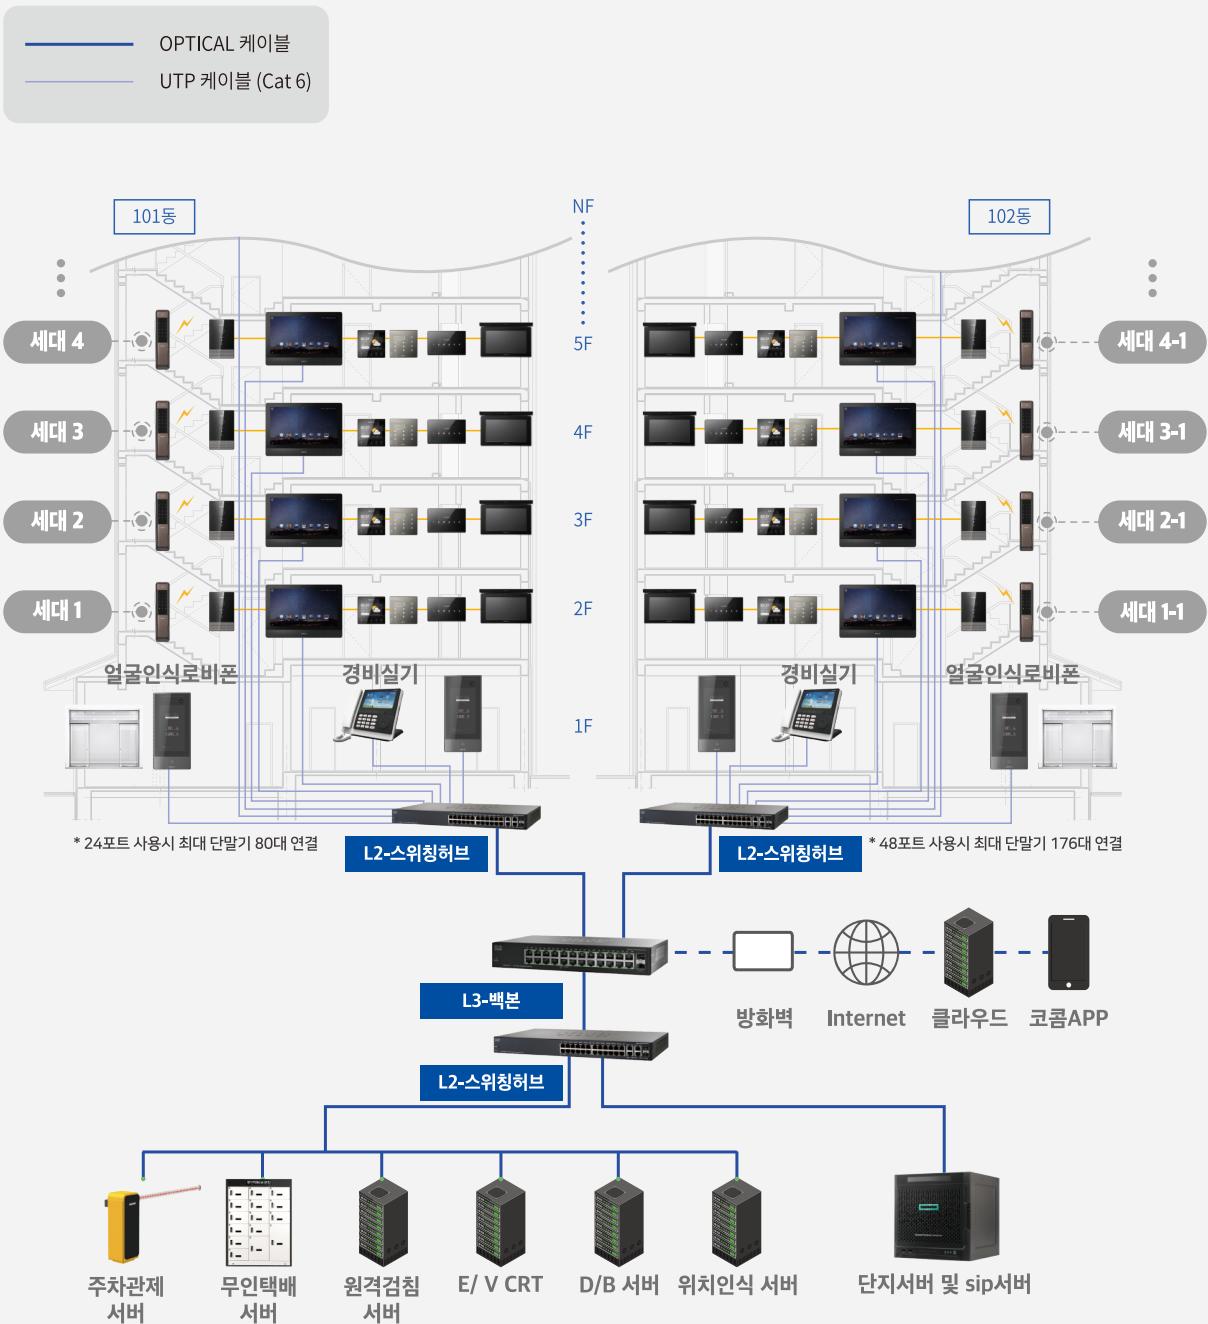 OPTICAL 케이블
UTP 케이블 (Cat 6)
101동
NF
102동
세대 4
5F
세대 4-1
세대 3
4F
세대 3-1
세대 2
3F
세대 2-1
세대 1
2F
세대 1-1
얼굴인식로비폰
경비실기
경비실기
얼굴인식로비폰
1F
* 24포트 사용시 최대 단말기 80대 연결
L2-스위칭허브
L2-스위칭허브
* 48포트 사용시 최대 단말기 176대 연결
L3-백본
방화벽
Internet
클라우드
코콤APP
L2-스위칭허브
주차관제
서버
무인택배
서버
원격검침
서버
E/ V CRT
D/B 서버
위치인식 서버
단지서버 및 sip서버